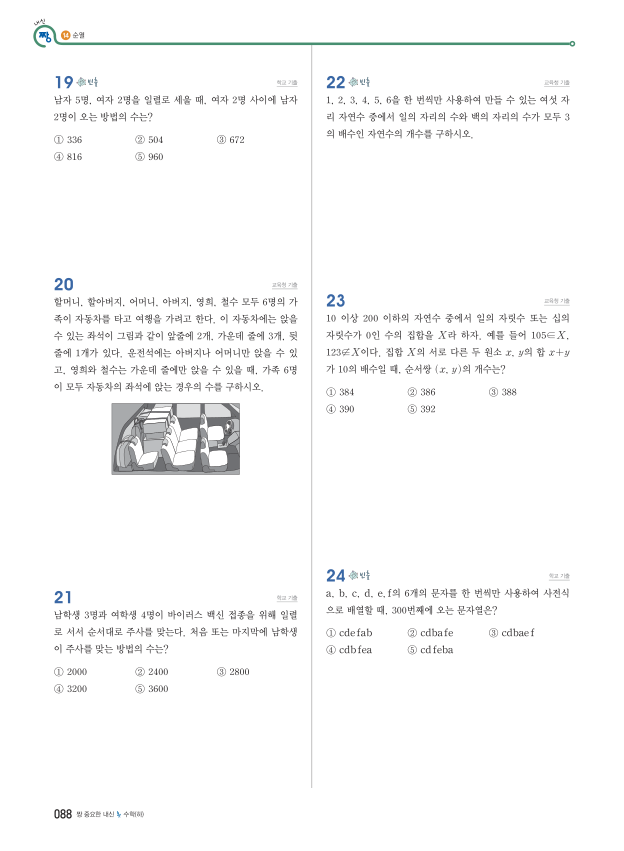 내신
짱
14 순열
19 빈출
학교 기출
남자 5명, 여자 2명을 일렬로 세울 때, 여자 2명 사이에 남자
2명이 오는 방법의 수는?
① 336 ② 504 ③ 672
④ 816 ⑤ 960
20
교육청 기출
할머니, 할아버지, 어머니, 아버지, 영희, 철수 모두 6명의 가
족이 자동차를 타고 여행을 가려고 한다. 이 자동차에는 앉을
수 있는 좌석이 그림과 같이 앞줄에 2개, 가운데 줄에 3개, 뒷
줄에 1개가 있다. 운전석에는 아버지나 어머니만 앉을 수 있
고, 영희와 철수는 가운데 줄에만 앉을 수 있을 때, 가족 6명
이 모두 자동차의 좌석에 앉는 경우의 수를 구하시오.
21
학교 기출
남학생 3명과 여학생 4명이 바이러스 백신 접종을 위해 일렬
로 서서 순서대로 주사를 맞는다. 처음 또는 마지막에 남학생
이 주사를 맞는 방법의 수는?
① 2000 ② 2400 ③ 2800
④ 3200 ⑤ 3600
22 빈출
교육청 기출
1, 2, 3, 4, 5, 6을 한 번씩만 사용하여 만들 수 있는 여섯 자
리 자연수 중에서 일의 자리의 수와 백의 자리의 수가 모두 3
의 배수인 자연수의 개수를 구하시오.
23
교육청 기출
10 이상 200 이하의 자연수 중에서 일의 자릿수 또는 십의
자릿수가 0인 수의 집합을 X라 하자. 예를 들어 105∈X,
123∉X이다. 집합 X의 서로 다른 두 원소 x, y의 합 x+y
가 10의 배수일 때, 순서쌍 (x, y)의 개수는?
① 384 ② 386 ③ 388
④ 390 ⑤ 392
24 빈출
학교 기출
a, b, c, d, e, f의 6개의 문자를 한 번씩만 사용하여 사전식
으로 배열할 때, 300번째에 오는 문자열은?
① cdefab ② cdbafe ③ cdbaef
④ cdbfea ⑤ cdfeba
088 짱 중요한 내신 수학(하)